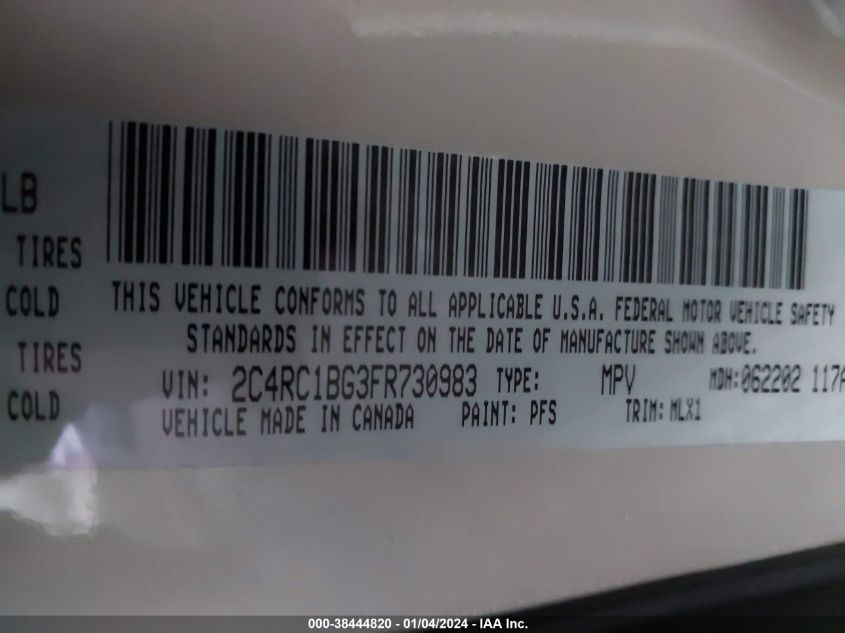 LB
TIRES
COLD
THIS VEHICLE CONFORMS TO ALL APPLICABLE U.S.A. FEDERAL MOTOR VEHICLE SAFETY
STANDARDS IN EFFECT ON THE DATE OF MANUFACTURE SHOWN ABOVE.
TIRES
VIN: 2C4RC1BG3FR730983 TYPE: MPV MDH:062202 117A
COLD
VEHICLE MADE IN CANADA PAINT: PFS TRIM: MLX1
000-38444820 - 01/04/2024 - IAA Inc.